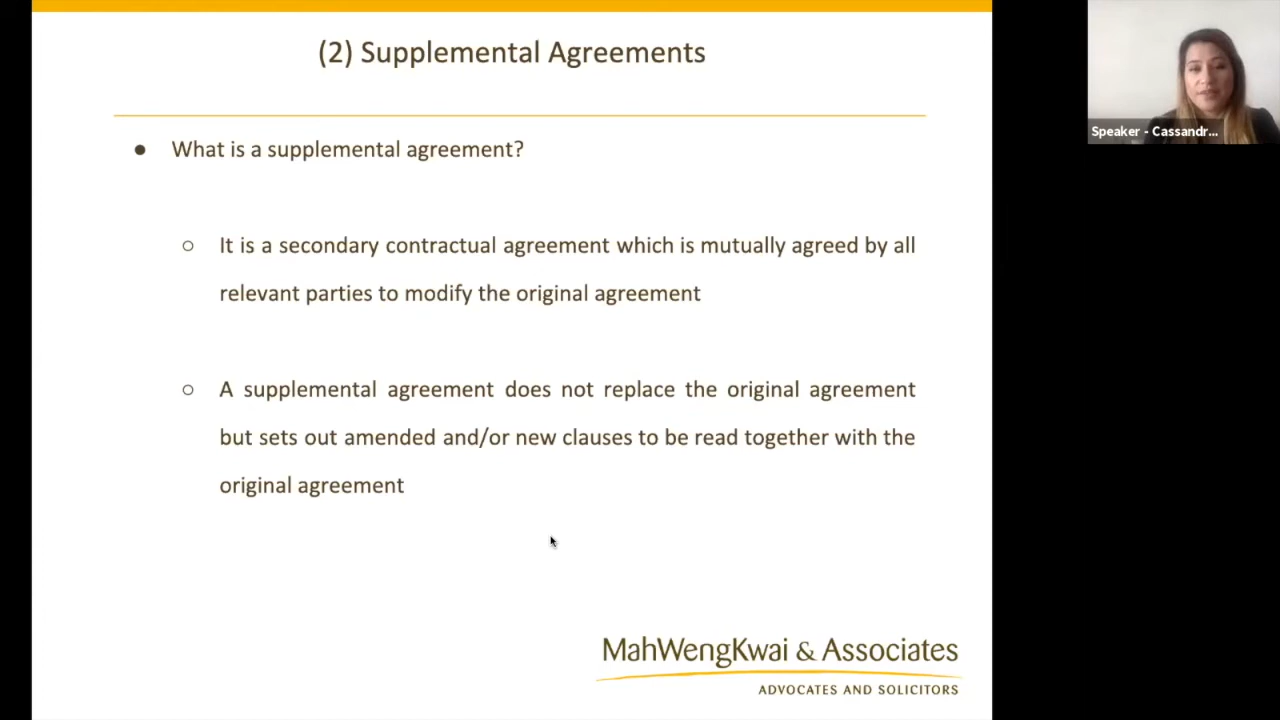 (2) Supplemental Agreements
● What is a supplemental agreement?
○ It is a secondary contractual agreement which is mutually agreed by all
relevant parties to modify the original agreement
○ A supplemental agreement does not replace the original agreement
but sets out amended and/or new clauses to be read together with the
original agreement
MahWengKwai & Associates
ADVOCATES AND SOLICITORS
Speaker - Cassandr...